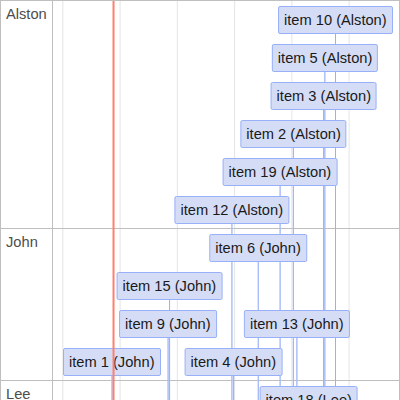 Alston
item 10 (Alston)
item 5 (Alston)
item 3 (Alston)
item 2 (Alston)
item 19 (Alston)
item 12 (Alston)
John
item 6 (John)
item 15 (John)
item 9 (John)
item 13 (John)
item 1 (John)
item 4 (John)
Lee
item 18 (Lee)